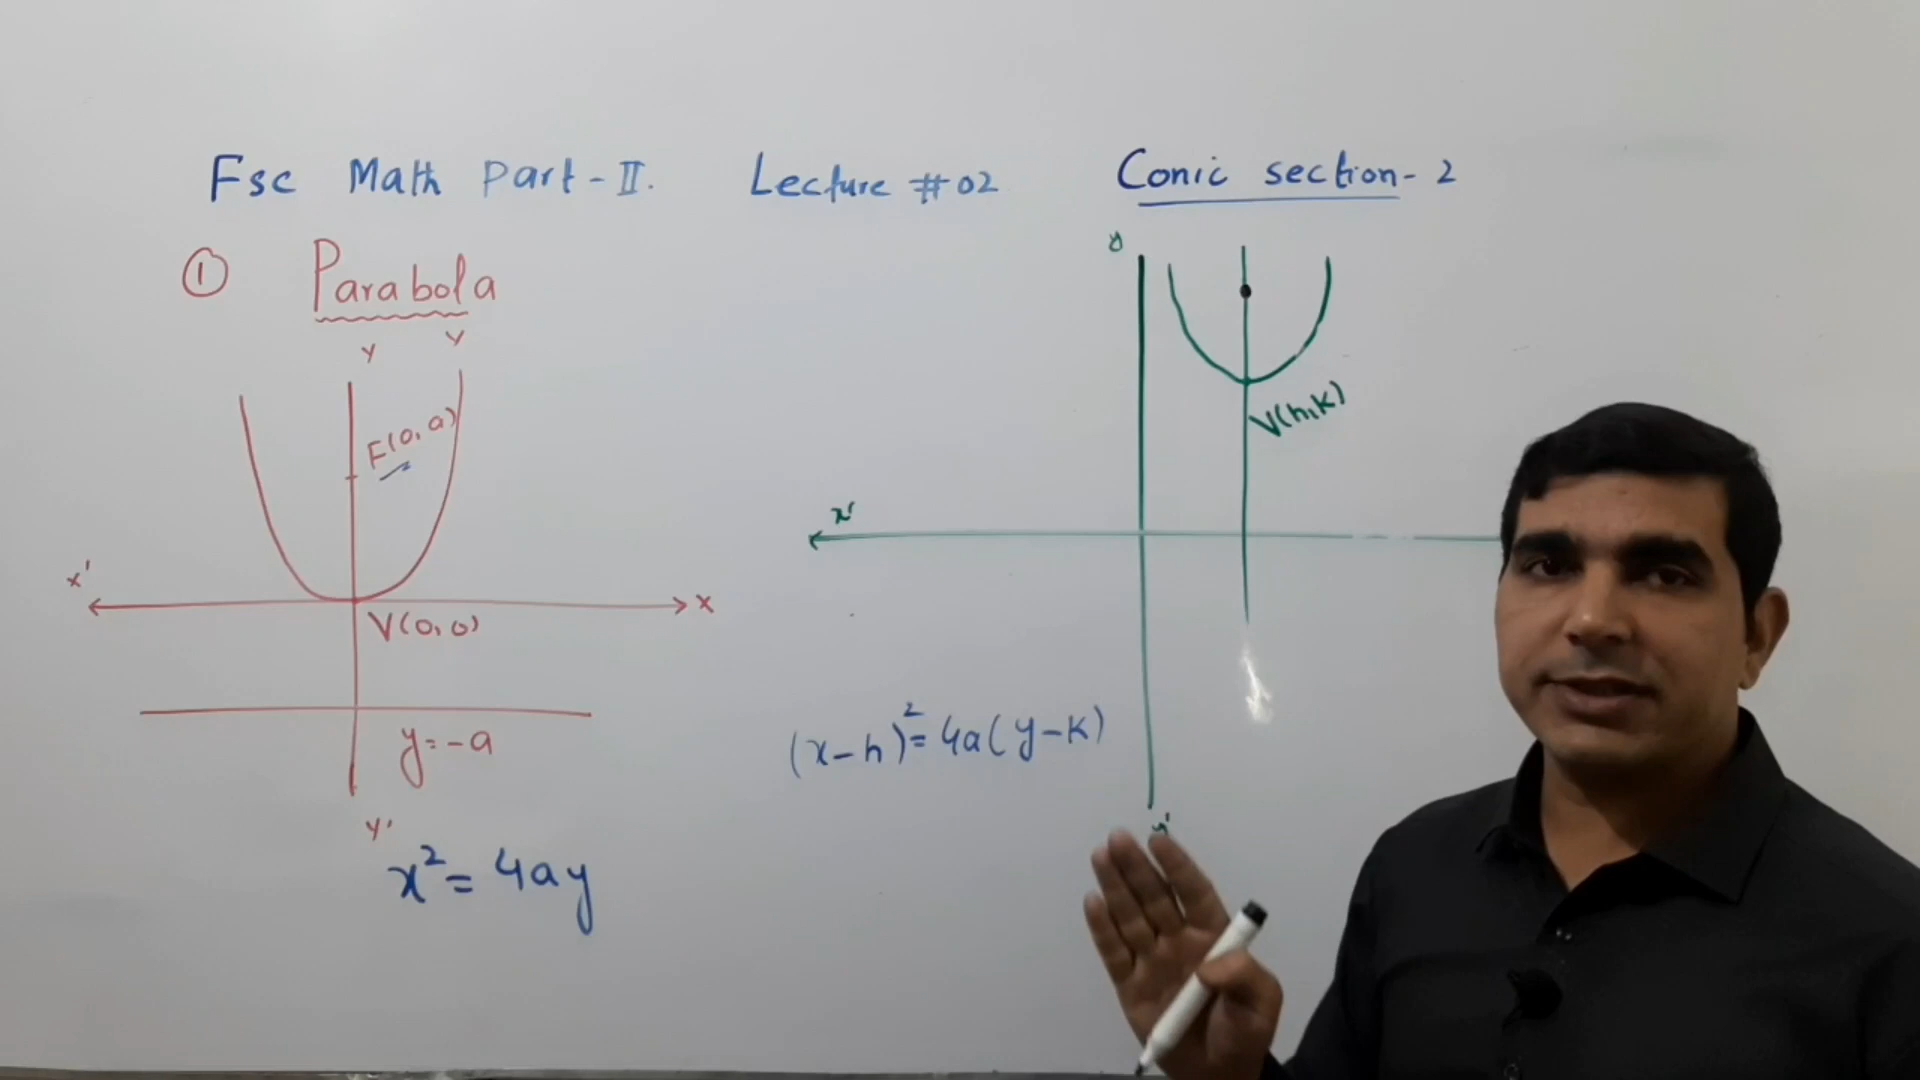 Fsc Math Part-II. Lecture #02 Conic section-2
① Parabola
Y Y
F(0,a)
x' x
V(0,0)
y=-a
Y'
x²=4ay
y
V(h,k)
x'
(x-h)²=4a(y-k)
y'